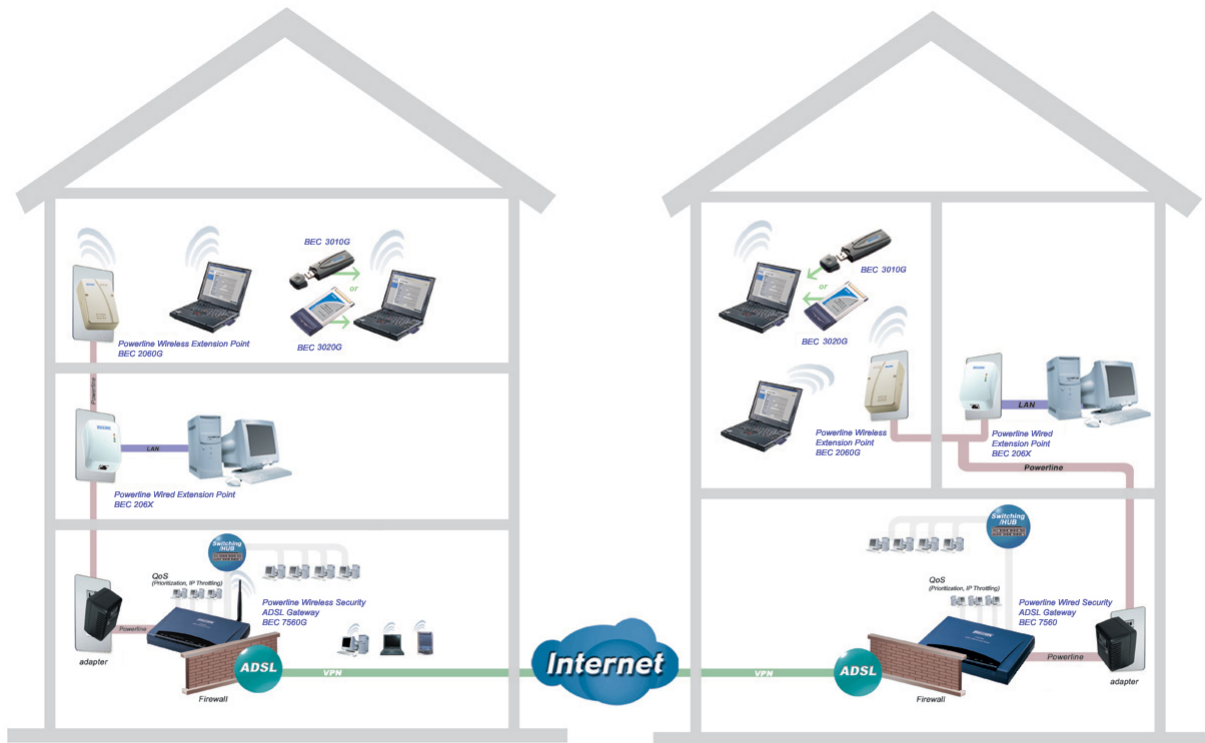 BEC 3010G
or
BEC 3020G
Powerline Wireless Extension Point
BEC 2060G
Powerline
LAN
Powerline Wired Extension Point
BEC 206X
Switching
/HUB
QoS
(Prioritization, IP Throttling)
Powerline Wireless Security
ADSL Gateway
BEC 7560G
Powerline
adapter
ADSL
Firewall
VPN
Internet
BEC 3010G
or
BEC 3020G
Powerline Wireless
Extension Point
BEC 2060G
LAN
Powerline Wired
Extension Point
BEC 206X
Powerline
Switching
/HUB
QoS
(Prioritization, IP Throttling)
Powerline Wired Security
ADSL Gateway
BEC 7560
Powerline
adapter
VPN
ADSL
Firewall